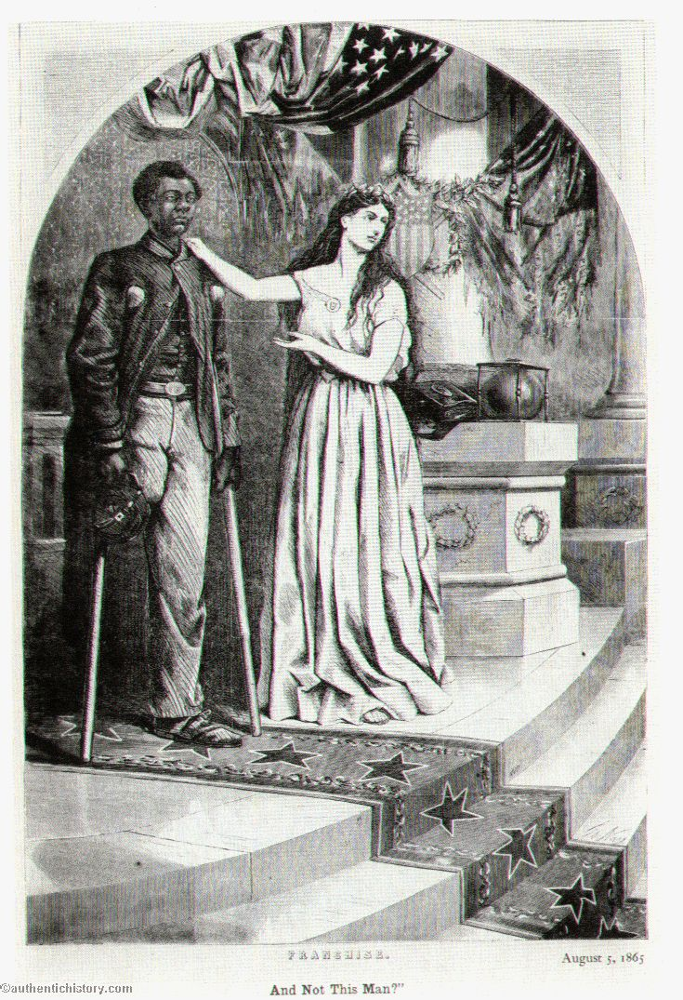 FRANCHISE.
August 5, 1865
And Not This Man?"
©authentichistory.com